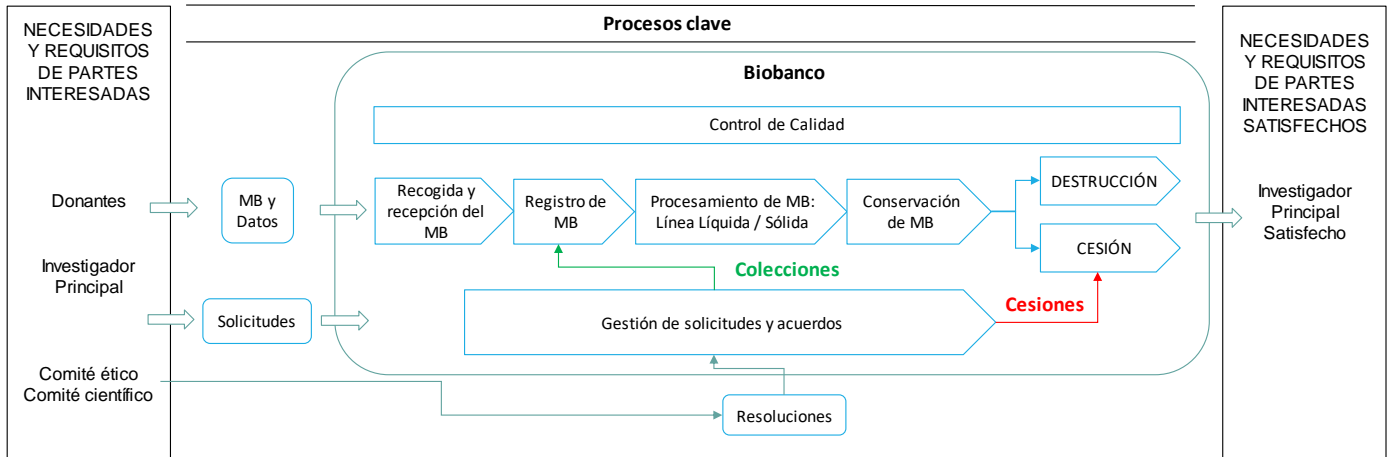 NECESIDADES
Y REQUISITOS
DE PARTES
INTERESADAS
Donantes
Investigador
Principal
Comité ético
Comité científico
Procesos clave
MB y
Datos
Solicitudes
Biobanco
Control de Calidad
Recogida y
recepción del
MB
Registro de
MB
Procesamiento de MB:
Línea Líquida / Sólida
Conservación
de MB
DESTRUCCIÓN
CESIÓN
Colecciones
Cesiones
Gestión de solicitudes y acuerdos
Resoluciones
NECESIDADES
Y REQUISITOS
DE PARTES
INTERESADAS
SATISFECHOS
Investigador
Principal
Satisfecho